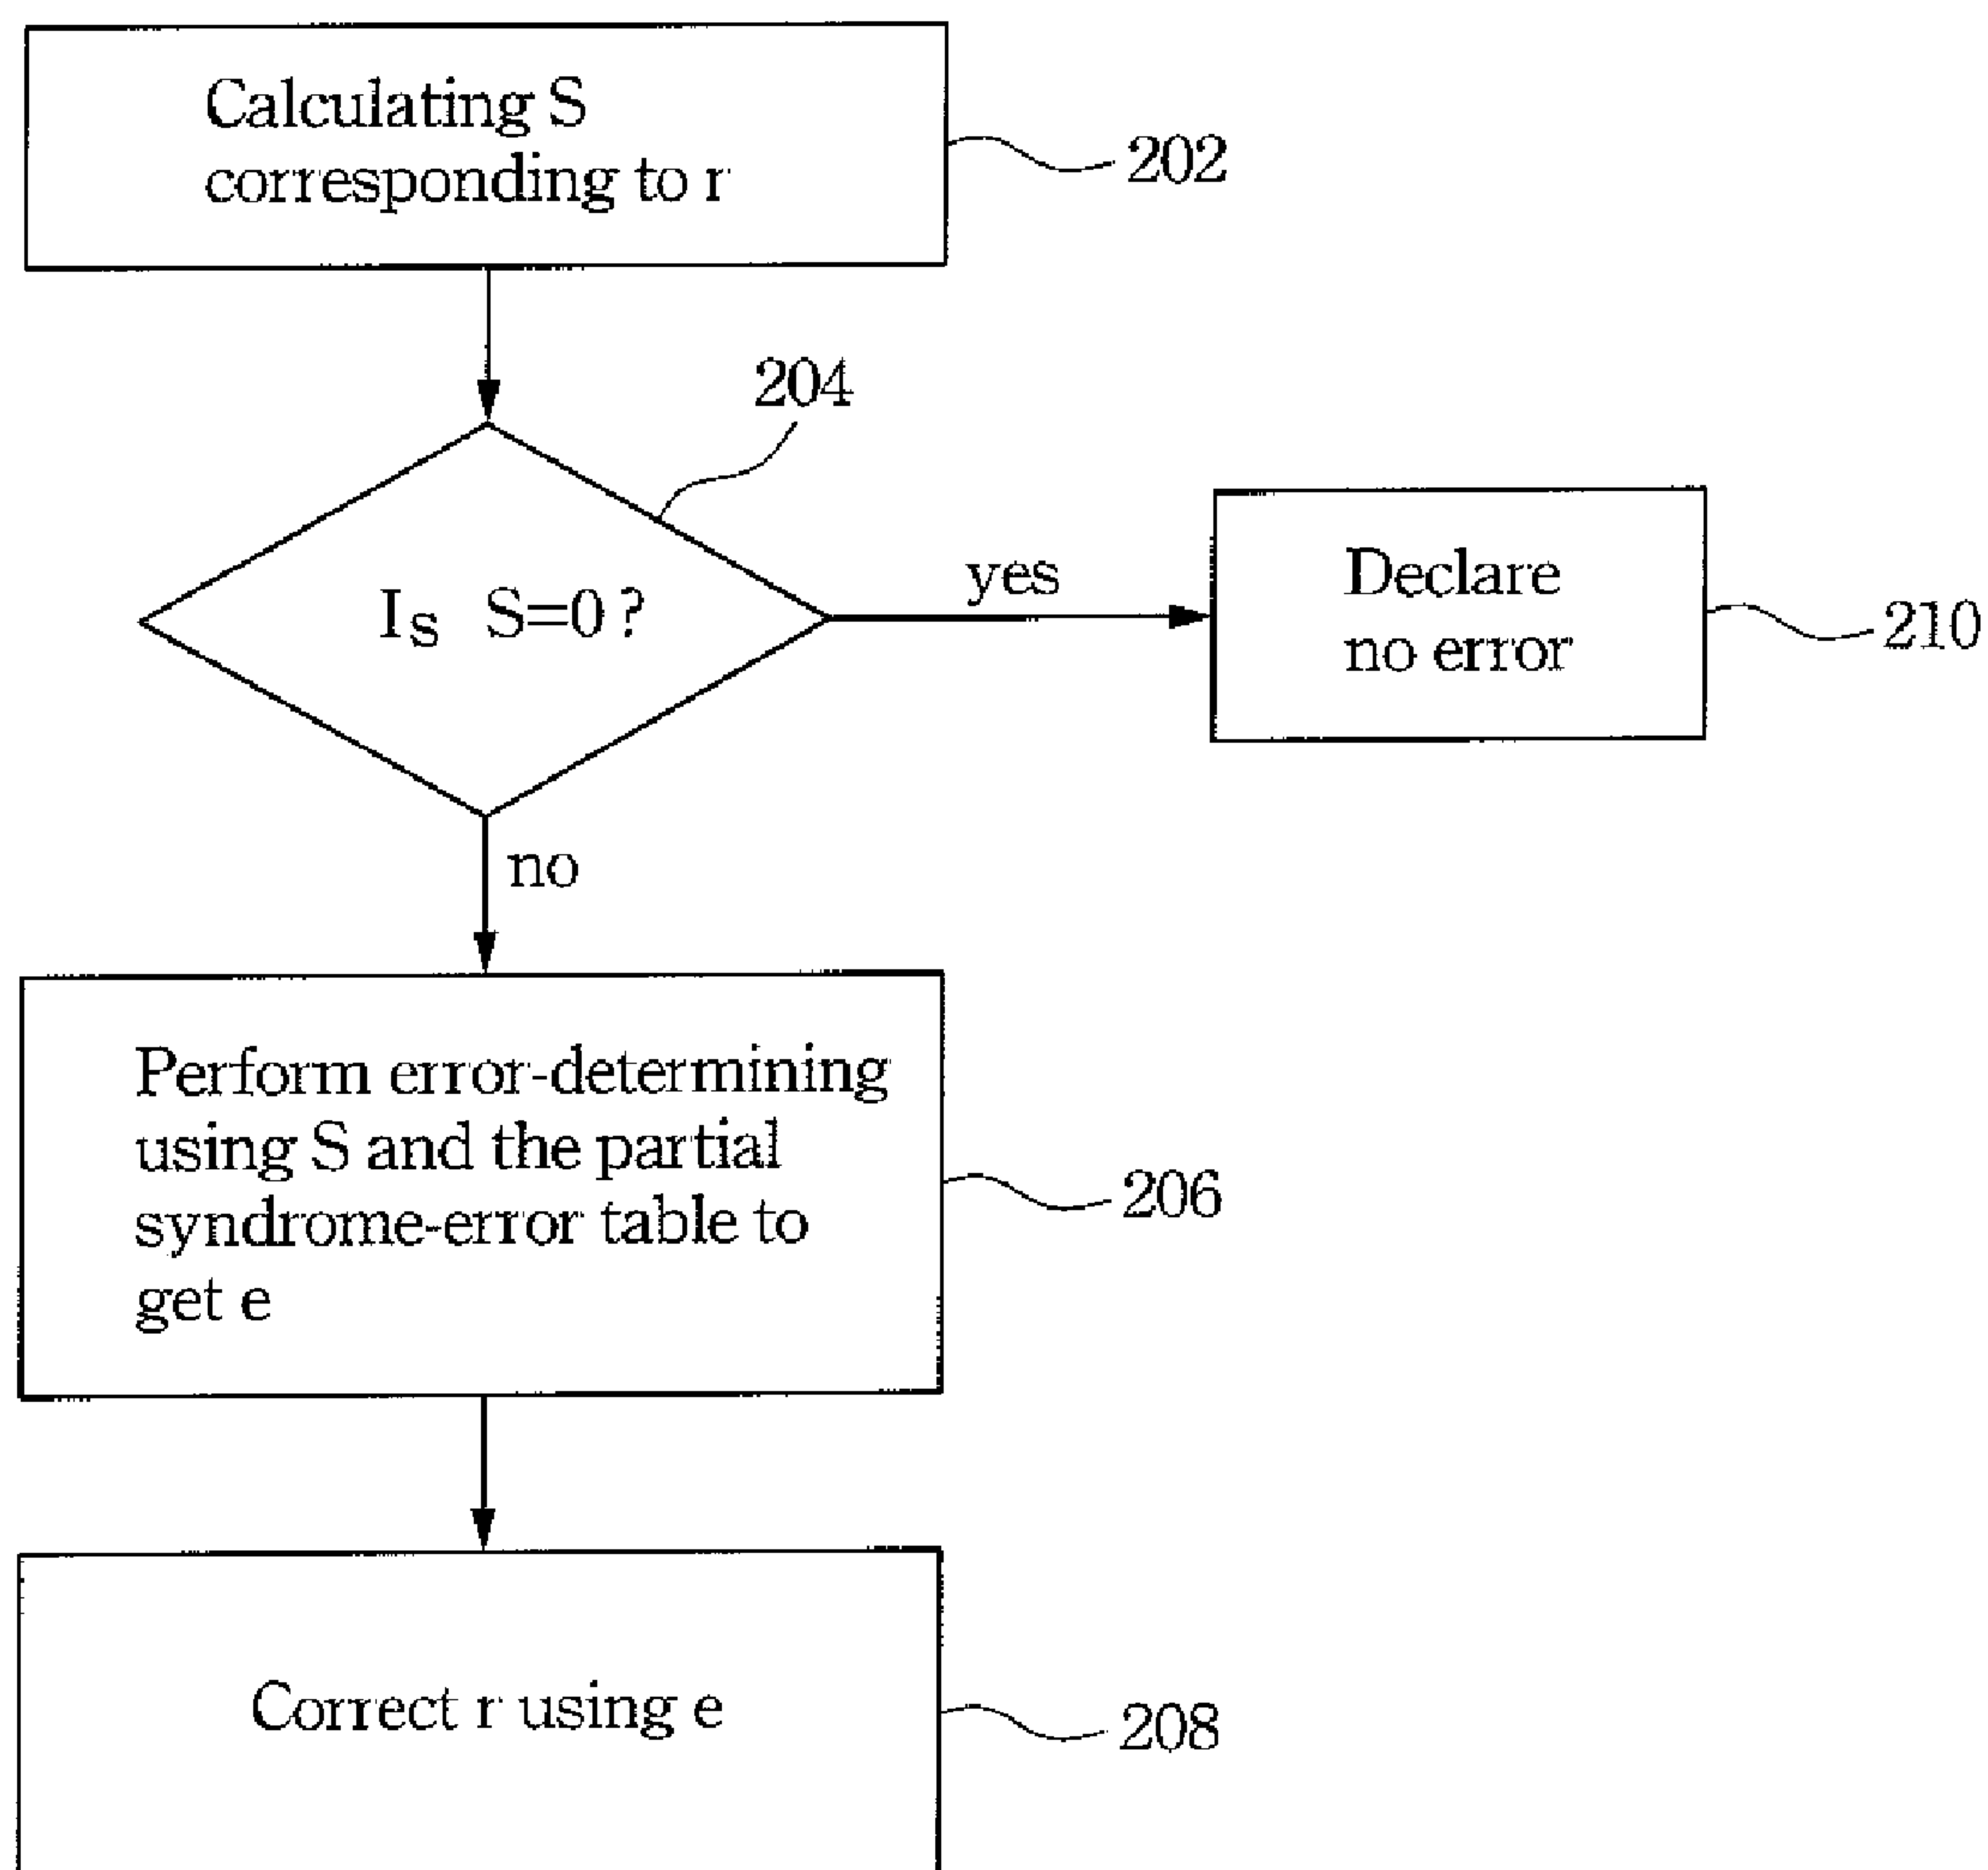 Calculating S
corresponding to r
202
204
Is S=0?
yes
Declare
no error
210
no
Perform error-determining
using S and the partial
syndrome-error table to
get e
206
Correct r using e
208